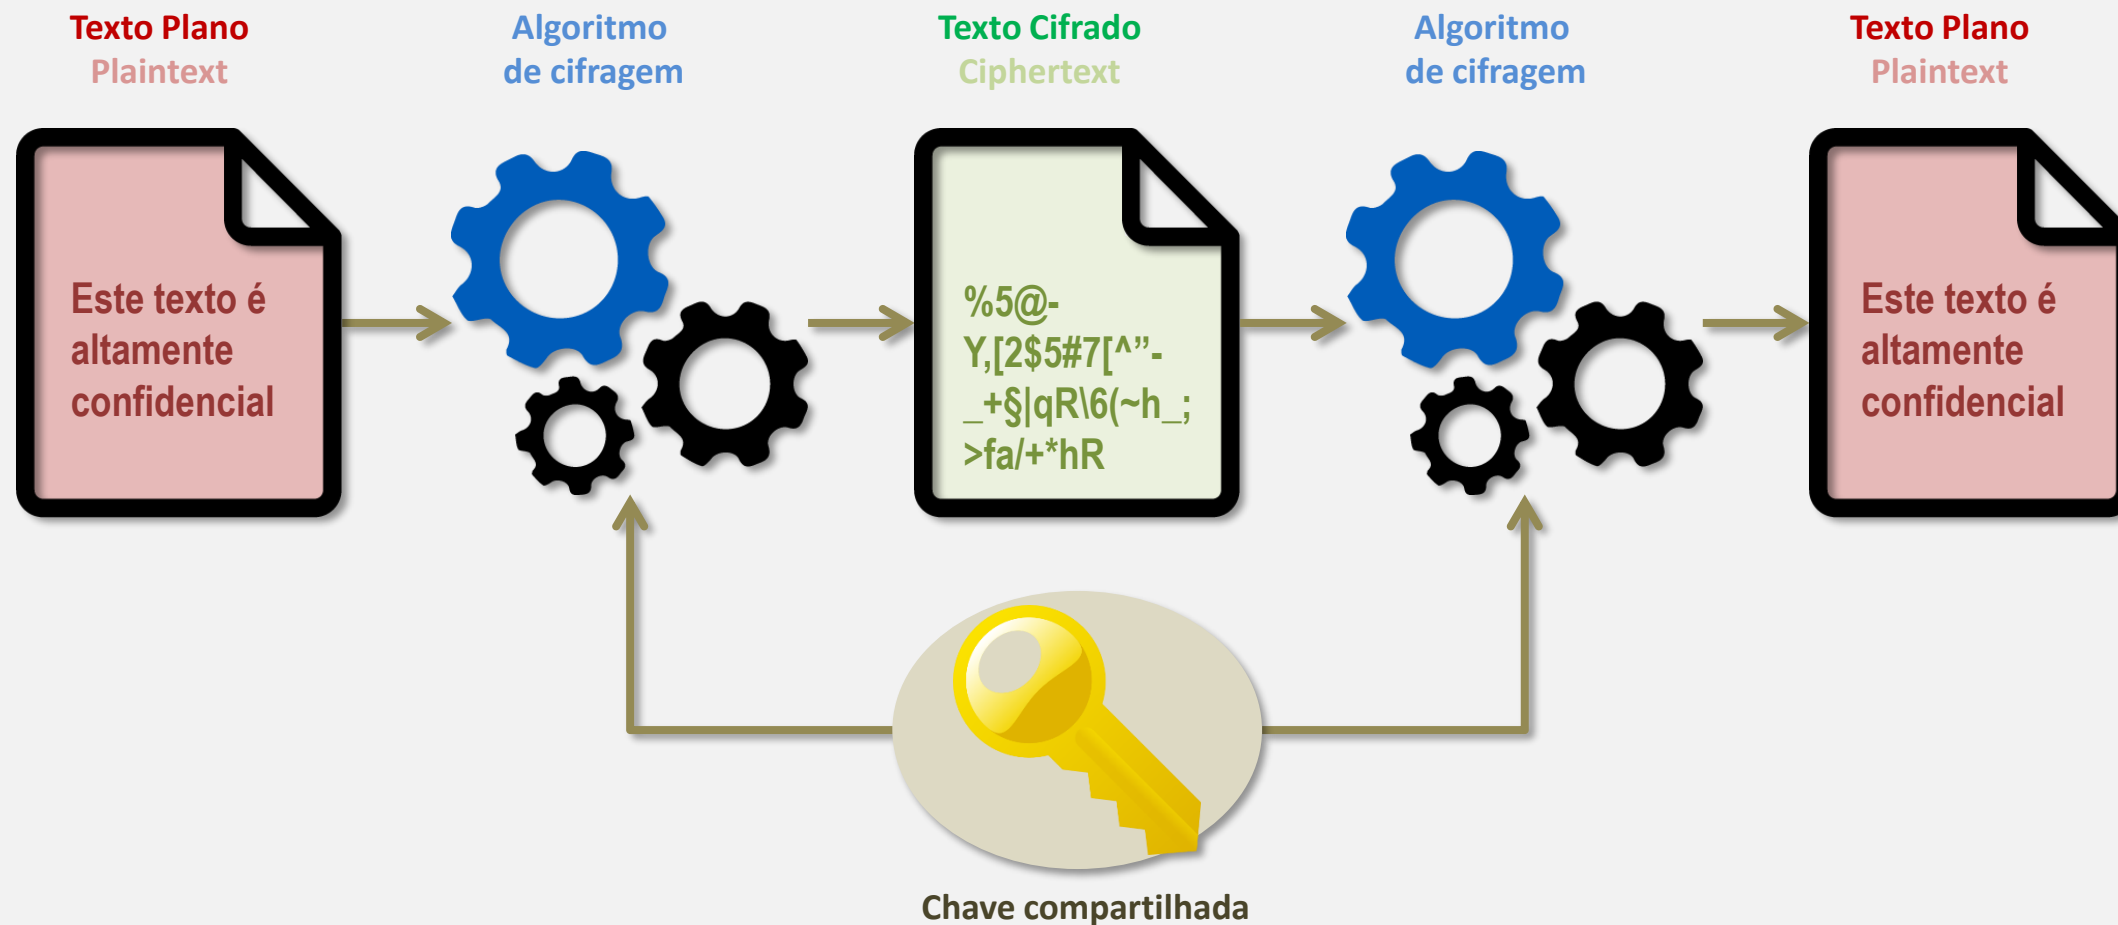 Texto Plano
Plaintext
Algoritmo
de cifragem
Texto Cifrado
Ciphertext
Algoritmo
de cifragem
Texto Plano
Plaintext
Este texto é
altamente
confidencial
%5@-
Y,[2$5#7[^”-
_+§|qR\6(~h_;
>fa/+*hR
Este texto é
altamente
confidencial
Chave compartilhada